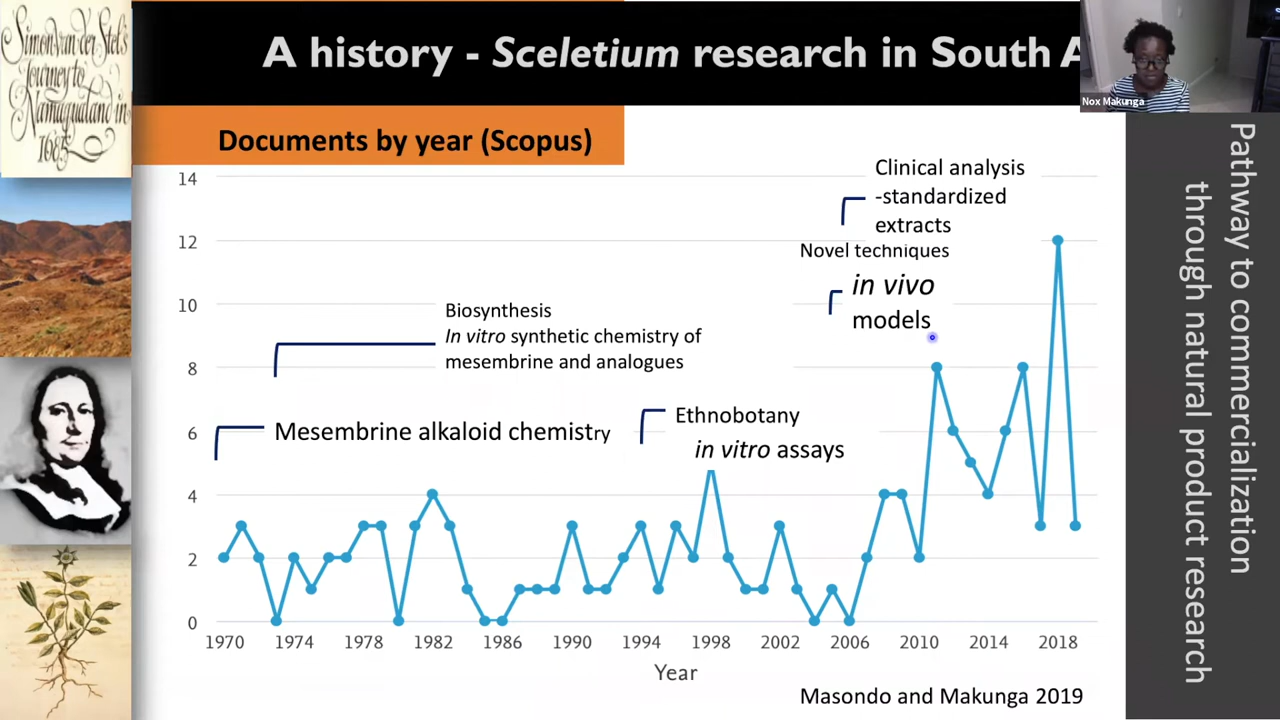 Simon van der Stel's
Journey to
Namaqualand in
1685
A history - Sceletium research in South A
Nox Makunga
Documents by year (Scopus)
14
12
10
8
6
4
2
0
Clinical analysis
-standardized
extracts
Novel techniques
in vivo
models
Biosynthesis
In vitro synthetic chemistry of
mesembrine and analogues
Mesembrine alkaloid chemistry
Ethnobotany
in vitro assays
1970 1974 1978 1982 1986 1990 1994 1998 2002 2006 2010 2014 2018
Year
Masondo and Makunga 2019
Pathway to commercialization
through natural product research